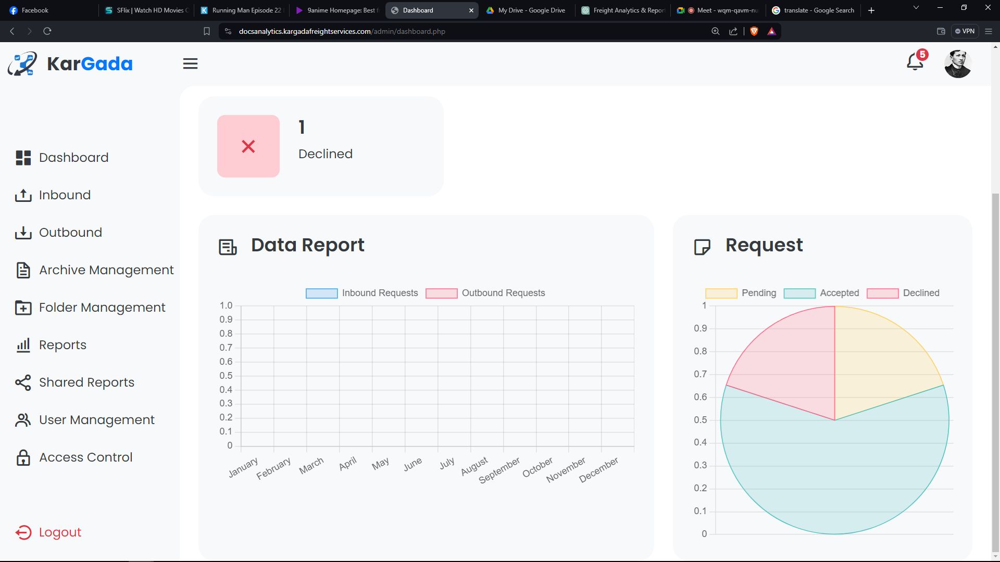 Facebook
SFlix | Watch HD Movies
Running Man Episode 22
9anime Homepage: Best
Dashboard
My Drive - Google Drive
Freight Analytics & Repor
Meet - wqm-qavm-nu
translate - Google Search
docsanalytics.kargadafreightservices.com/admin/dashboard.php
VPN
KarGada
5
Dashboard
Inbound
Outbound
Archive Management
Folder Management
Reports
Shared Reports
User Management
Access Control
Logout
1
Declined
Data Report
Inbound Requests
Outbound Requests
1.0
0.9
0.8
0.7
0.6
0.5
0.4
0.3
0.2
0.1
0
January
February
March
April
May
June
July
August
September
October
November
December
Request
Pending
Accepted
Declined
1
0.9
0.8
0.7
0.6
0.5
0.4
0.3
0.2
0.1
0